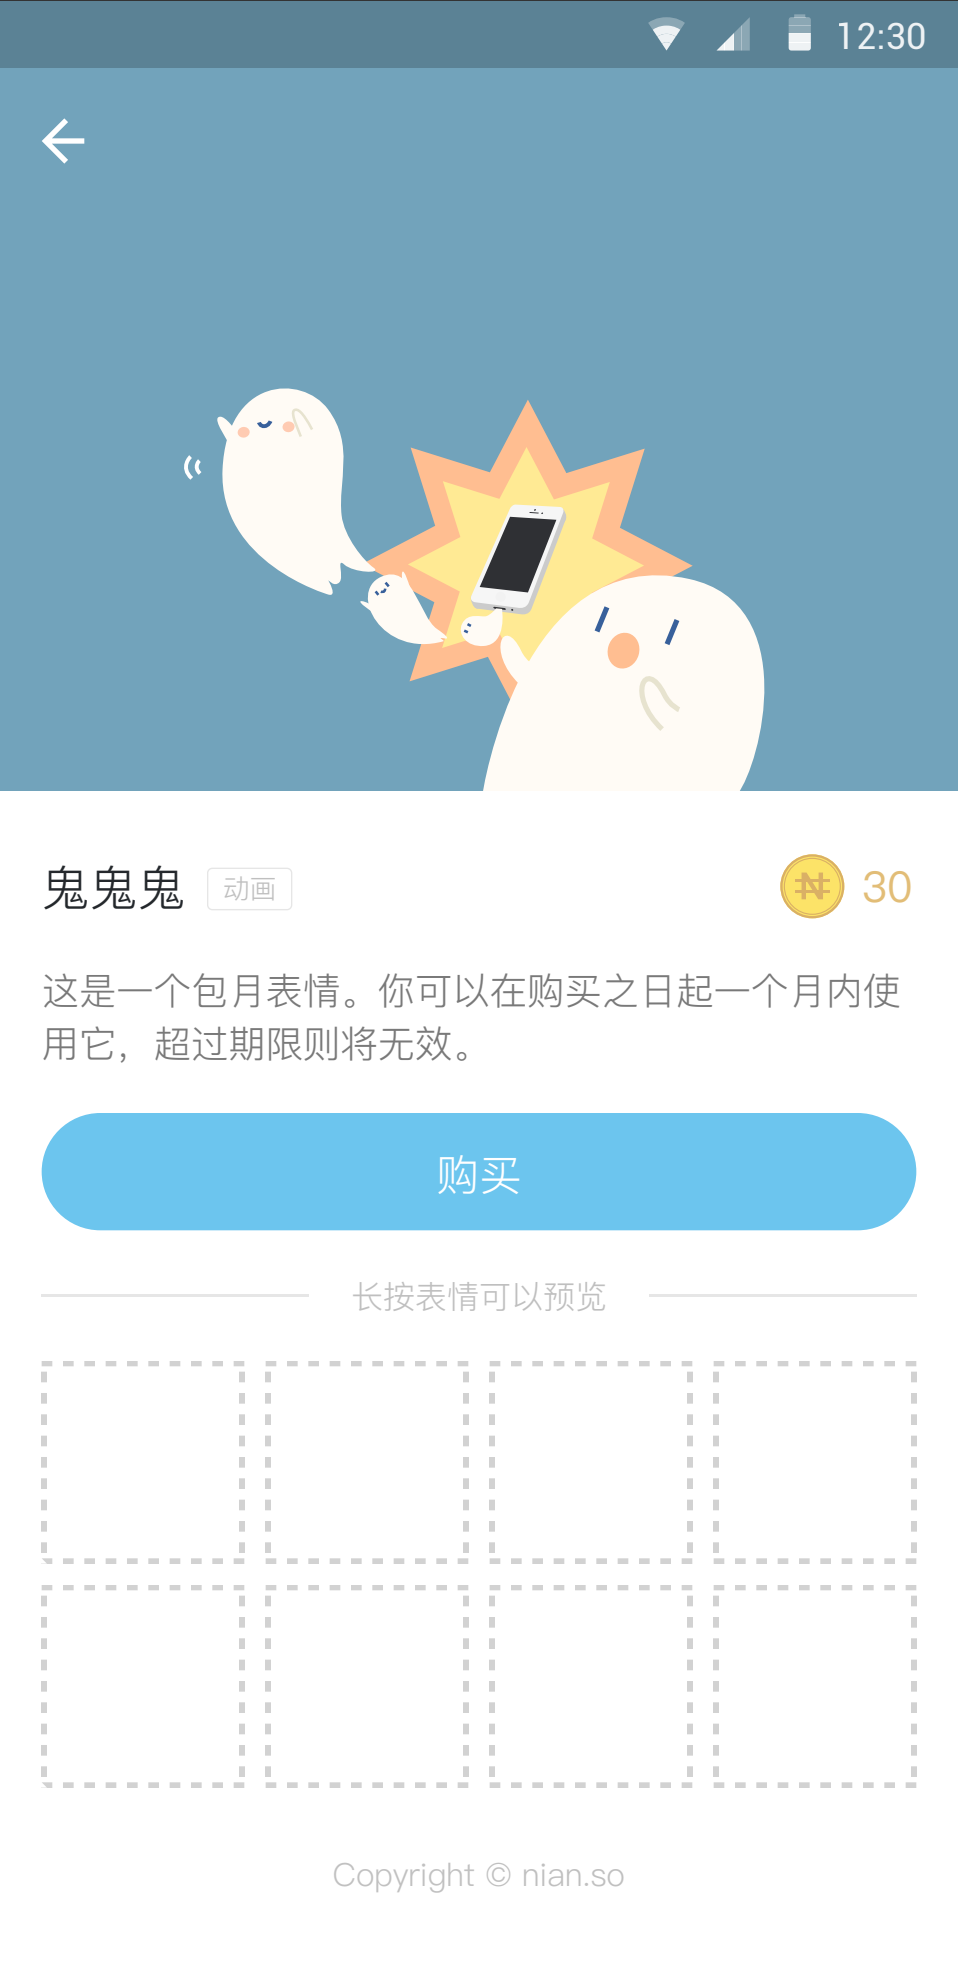 12:30
鬼鬼鬼 动画 30
这是一个包月表情。你可以在购买之日起一个月内使
用它，超过期限则将无效。
购买
长按表情可以预览
Copyright © nian.so